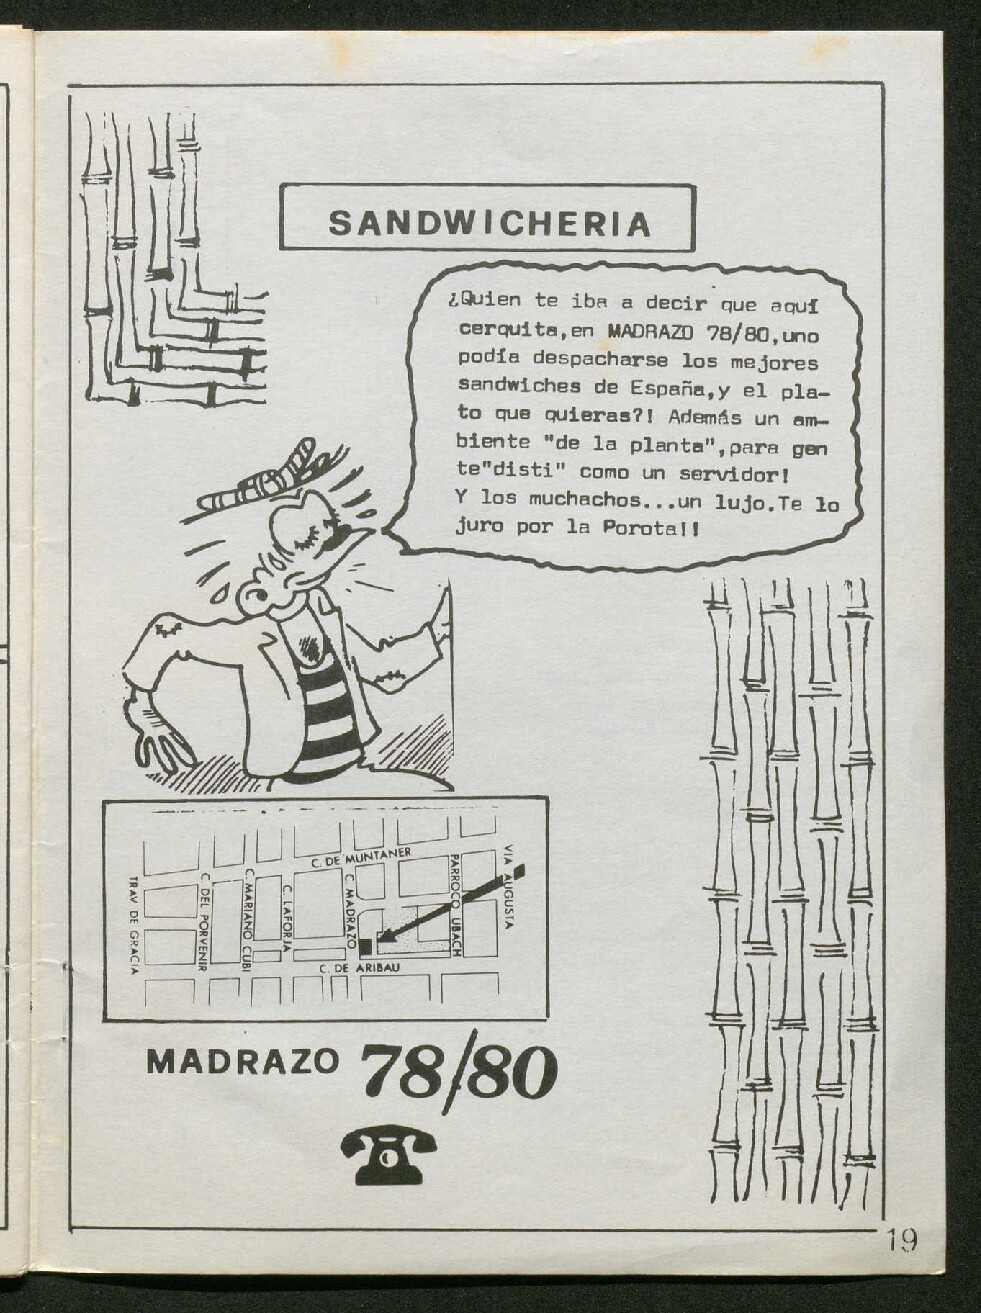 SANDWICHERIA
¿Quien te iba a decir que aquí
cerquita,en MADRAZO 78/80,uno
podía despacharse los mejores
sandwiches de España,y el pla-
to que quieras?! Además un am-
biente "de la planta",para gen
te"disti" como un servidor!
Y los muchachos...un lujo.Te lo
juro por la Porota!!
C. DE MUNTANER
TRAV DE GRACIA
C. DEL PORVENIR
C. MARIANO CUBI
C. LAFORJA
C. MADRAZO
PARROCO UBACH
VIA AUGUSTA
C. DE ARIBAU
MADRAZO 78/80
19